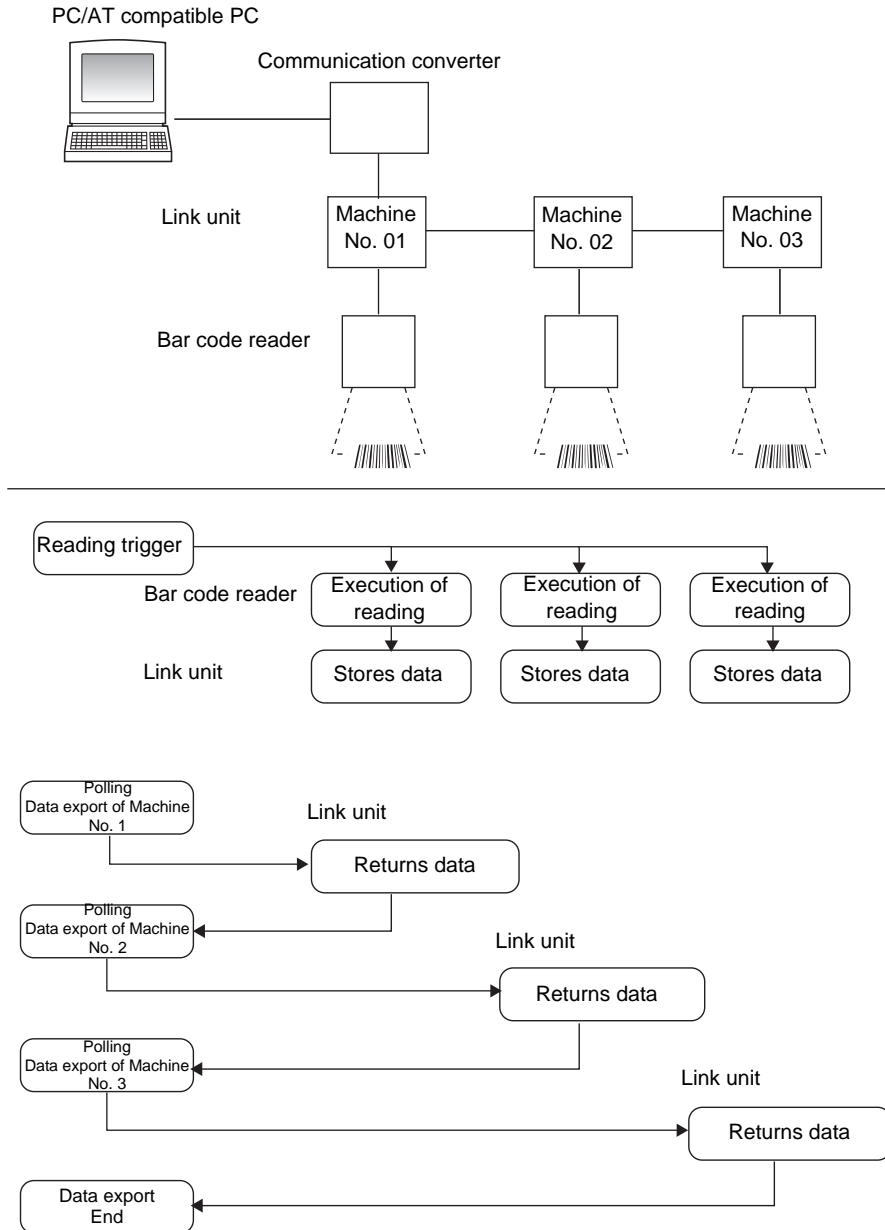 PC/AT compatible PC
Communication converter
Link unit
Machine
No. 01
Machine
No. 02
Machine
No. 03
Bar code reader
Reading trigger
Bar code reader
Execution of
reading
Execution of
reading
Execution of
reading
Link unit
Stores data
Stores data
Stores data
Polling
Data export of Machine
No. 1
Link unit
Returns data
Polling
Data export of Machine
No. 2
Link unit
Returns data
Polling
Data export of Machine
No. 3
Link unit
Returns data
Data export
End